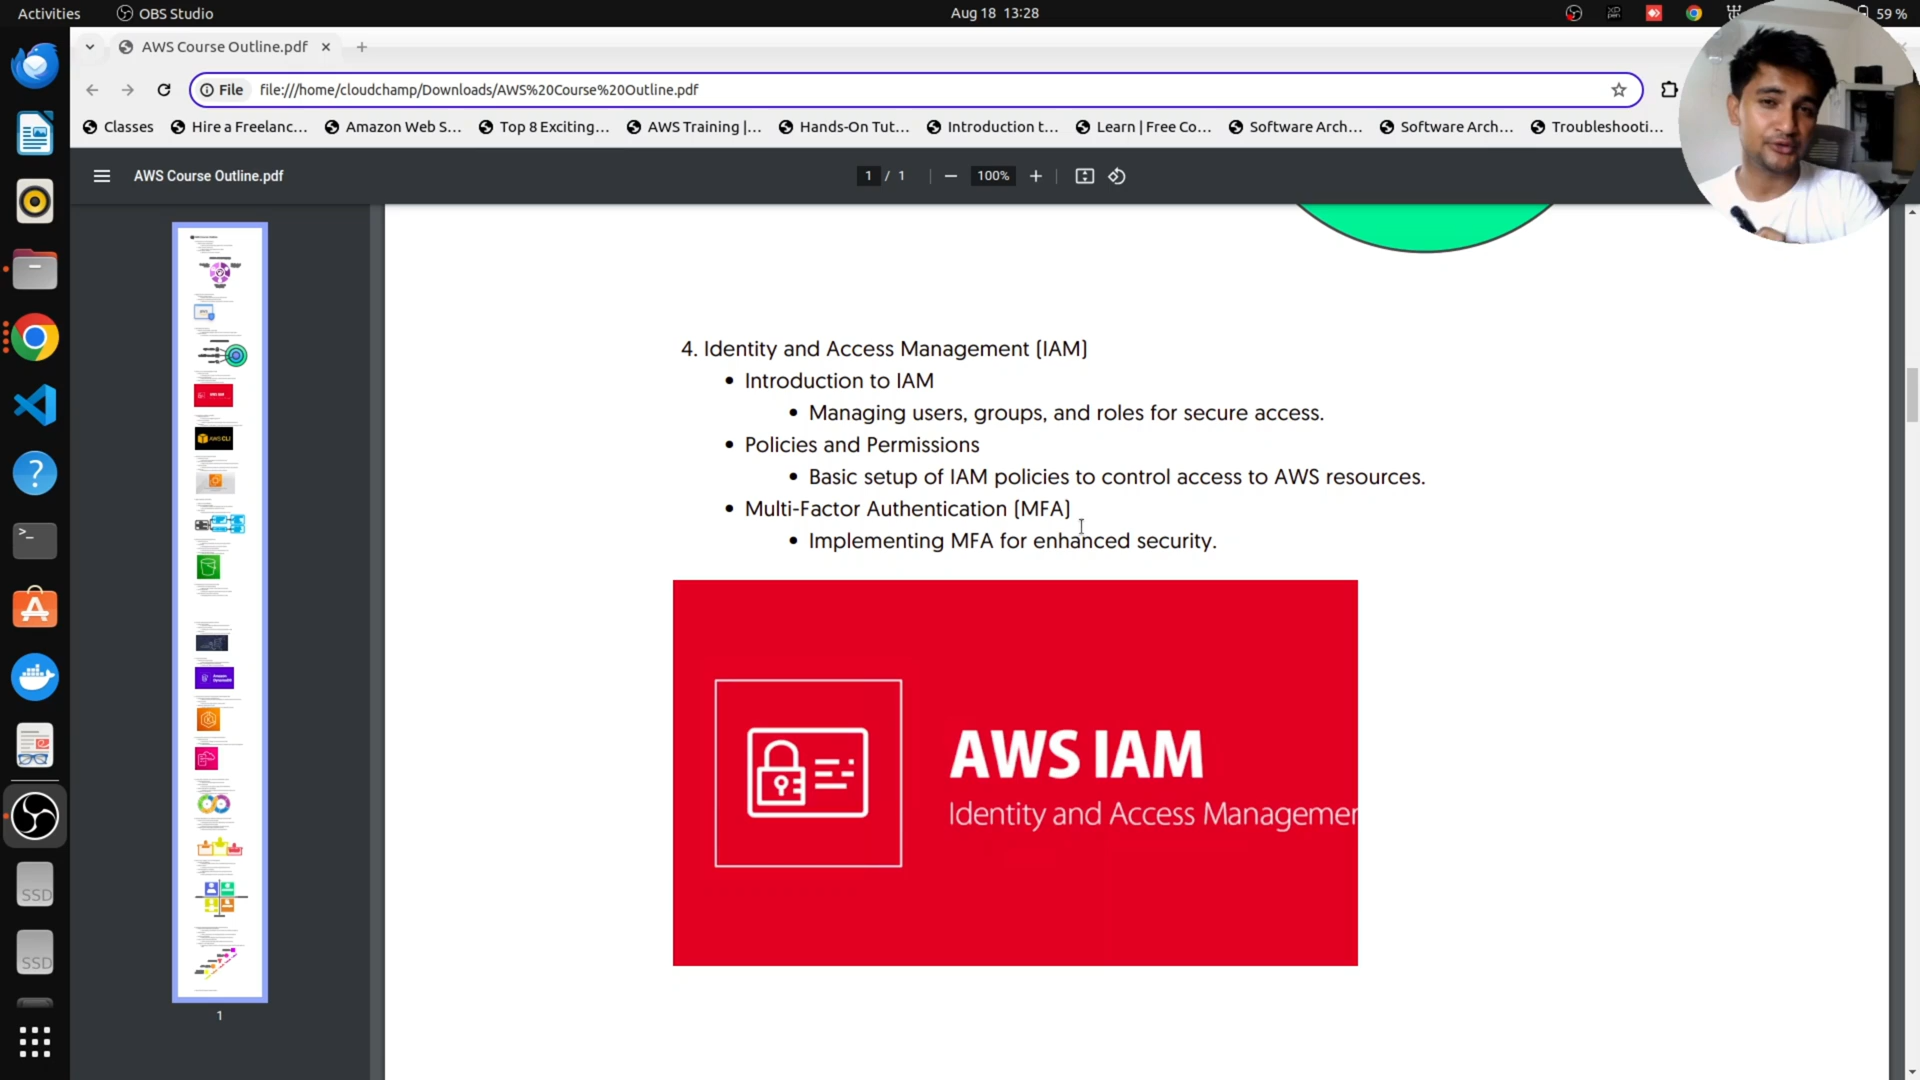 Activities
OBS Studio
Aug 18 13:28
59 %
AWS Course Outline.pdf
File
file:///home/cloudchamp/Downloads/AWS%20Course%20Outline.pdf
Classes
Hire a Freelanc...
Amazon Web S...
Top 8 Exciting...
AWS Training |...
Hands-On Tut...
Introduction t...
Learn | Free Co...
Software Arch...
Software Arch...
Troubleshooti...
AWS Course Outline.pdf
1 / 1
100%
4. Identity and Access Management (IAM)
• Introduction to IAM
• Managing users, groups, and roles for secure access.
• Policies and Permissions
• Basic setup of IAM policies to control access to AWS resources.
• Multi-Factor Authentication (MFA)
• Implementing MFA for enhanced security.
AWS IAM
Identity and Access Managemen
SSD
SSD
1